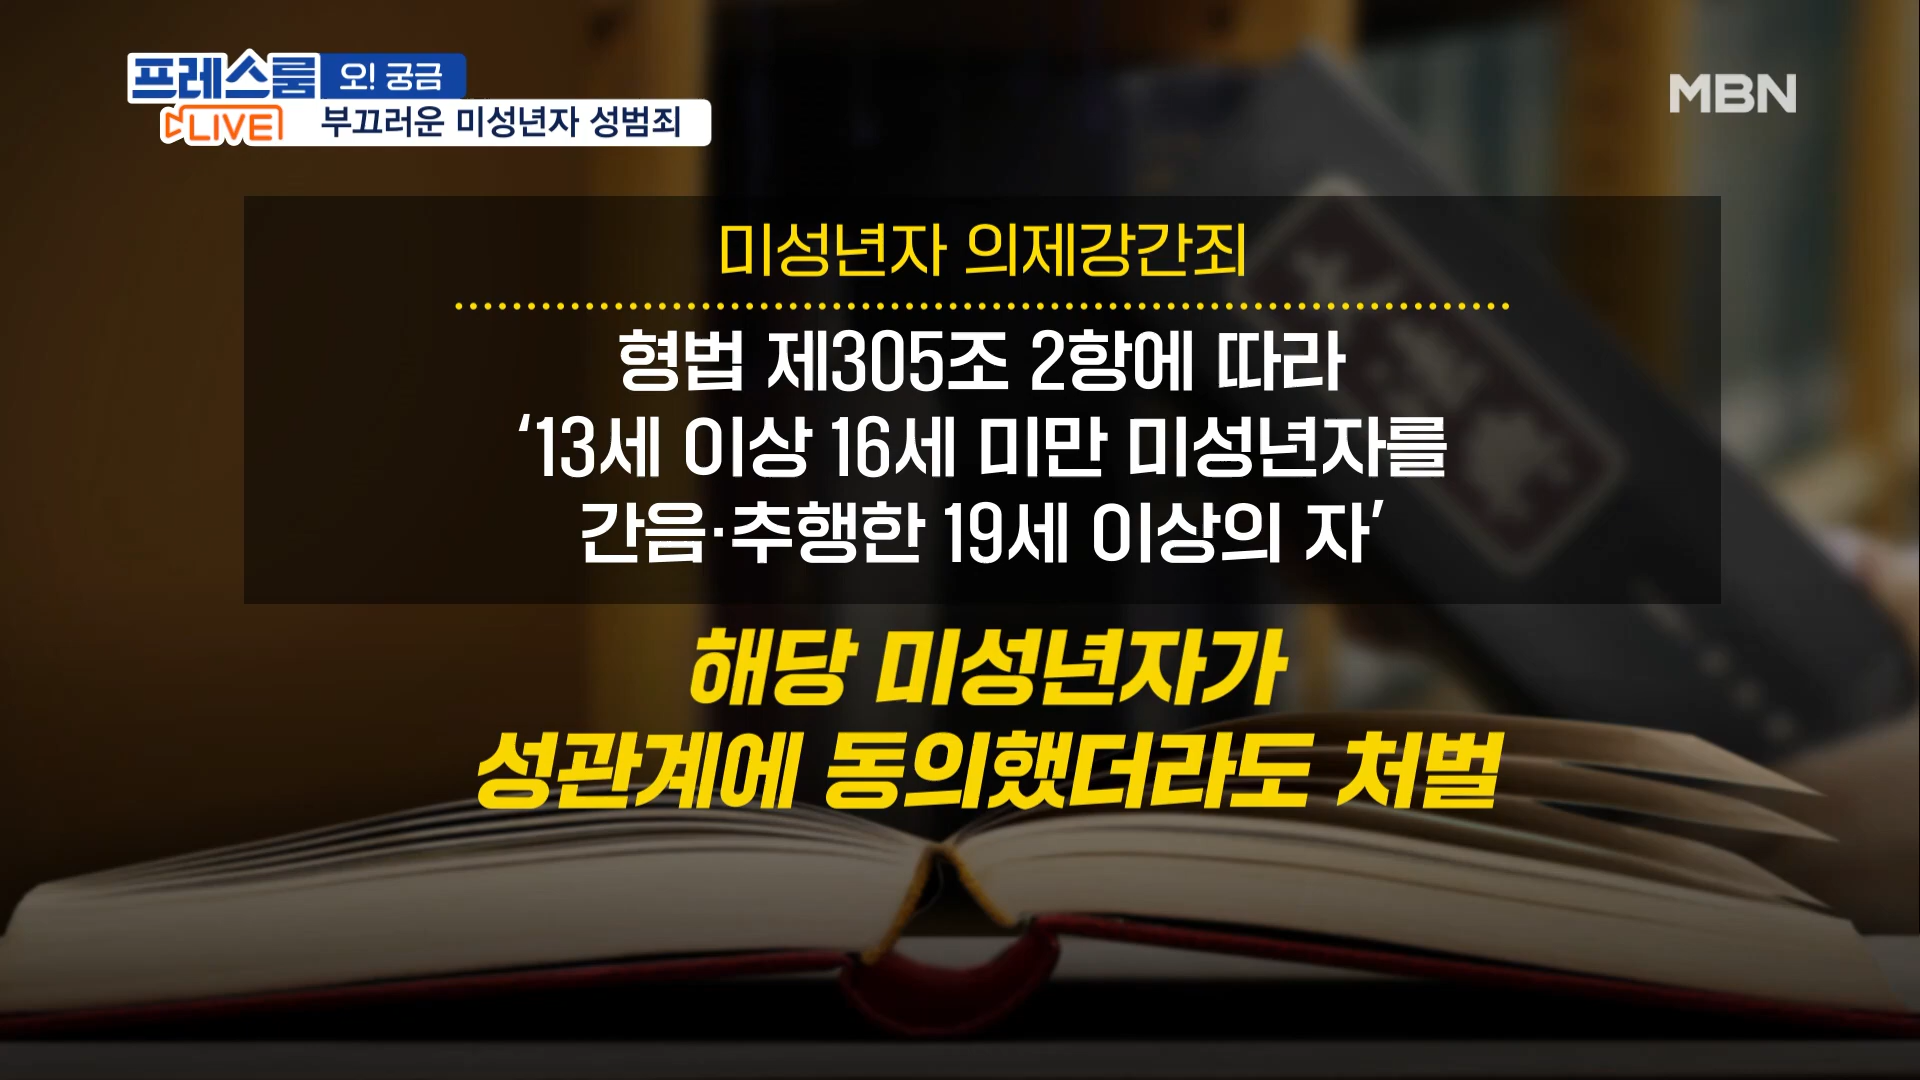 프레스룸 오! 궁금
LIVE 부끄러운 미성년자 성범죄
MBN
미성년자 의제강간죄
형법 제305조 2항에 따라
‘13세 이상 16세 미만 미성년자를
간음·추행한 19세 이상의 자’
해당 미성년자가
성관계에 동의했더라도 처벌